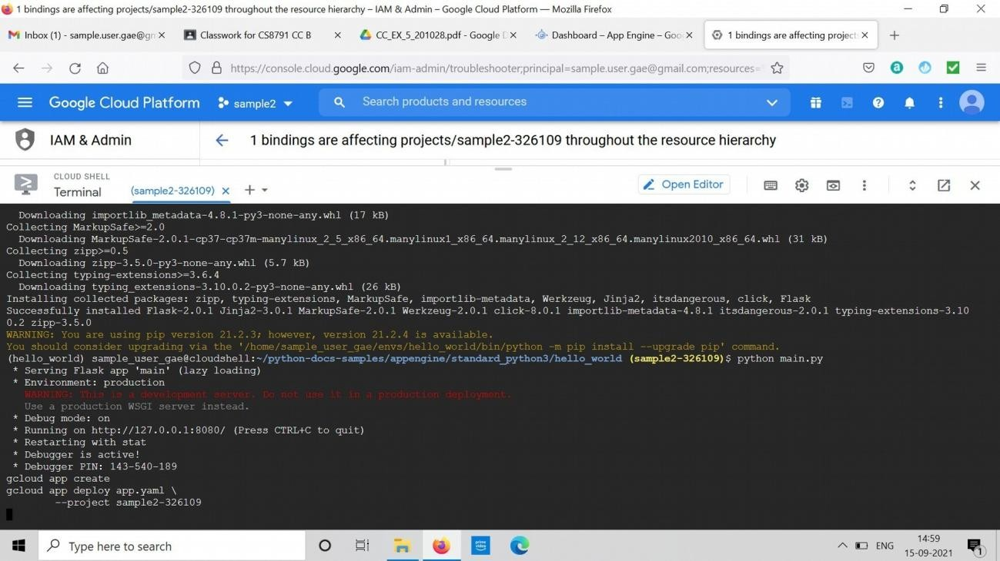 1 bindings are affecting projects/sample2-326109 throughout the resource hierarchy – IAM & Admin – Google Cloud Platform — Mozilla Firefox
Inbox (1) - sample.user.gae@gm
Classwork for CS8791 CC B
CC_EX_5_201028.pdf - Google D
Dashboard – App Engine – Goo
1 bindings are affecting project
https://console.cloud.google.com/iam-admin/troubleshooter;principal=sample.user.gae@gmail.com;resources=
Google Cloud Platform
sample2
Search products and resources
IAM & Admin
1 bindings are affecting projects/sample2-326109 throughout the resource hierarchy
CLOUD SHELL
Terminal
(sample2-326109)
Open Editor
Downloading importlib_metadata-4.8.1-py3-none-any.whl (17 kB)
Collecting MarkupSafe>=2.0
Downloading MarkupSafe-2.0.1-cp37-cp37m-manylinux_2_5_x86_64.manylinux1_x86_64.manylinux_2_12_x86_64.manylinux2010_x86_64.whl (31 kB)
Collecting zipp>=0.5
Downloading zipp-3.5.0-py3-none-any.whl (5.7 kB)
Collecting typing-extensions>=3.6.4
Downloading typing_extensions-3.10.0.2-py3-none-any.whl (26 kB)
Installing collected packages: zipp, typing-extensions, MarkupSafe, importlib-metadata, Werkzeug, Jinja2, itsdangerous, click, Flask
Successfully installed Flask-2.0.1 Jinja2-3.0.1 MarkupSafe-2.0.1 Werkzeug-2.0.1 click-8.0.1 importlib-metadata-4.8.1 itsdangerous-2.0.1 typing-extensions-3.10
0.2 zipp-3.5.0
WARNING: You are using pip version 21.2.3; however, version 21.2.4 is available.
You should consider upgrading via the '/home/sample_user_gae/envs/hello_world/bin/python -m pip install --upgrade pip' command.
(hello_world) sample_user_gae@cloudshell:~/python-docs-samples/appengine/standard_python3/hello_world (sample2-326109)$ python main.py
* Serving Flask app 'main' (lazy loading)
* Environment: production
WARNING: This is a development server. Do not use it in a production deployment.
Use a production WSGI server instead.
* Debug mode: on
* Running on http://127.0.0.1:8080/ (Press CTRL+C to quit)
* Restarting with stat
* Debugger is active!
* Debugger PIN: 143-540-189
gcloud app create
gcloud app deploy app.yaml \
--project sample2-326109
Type here to search
prime video
ENG
14:59
15-09-2021
1